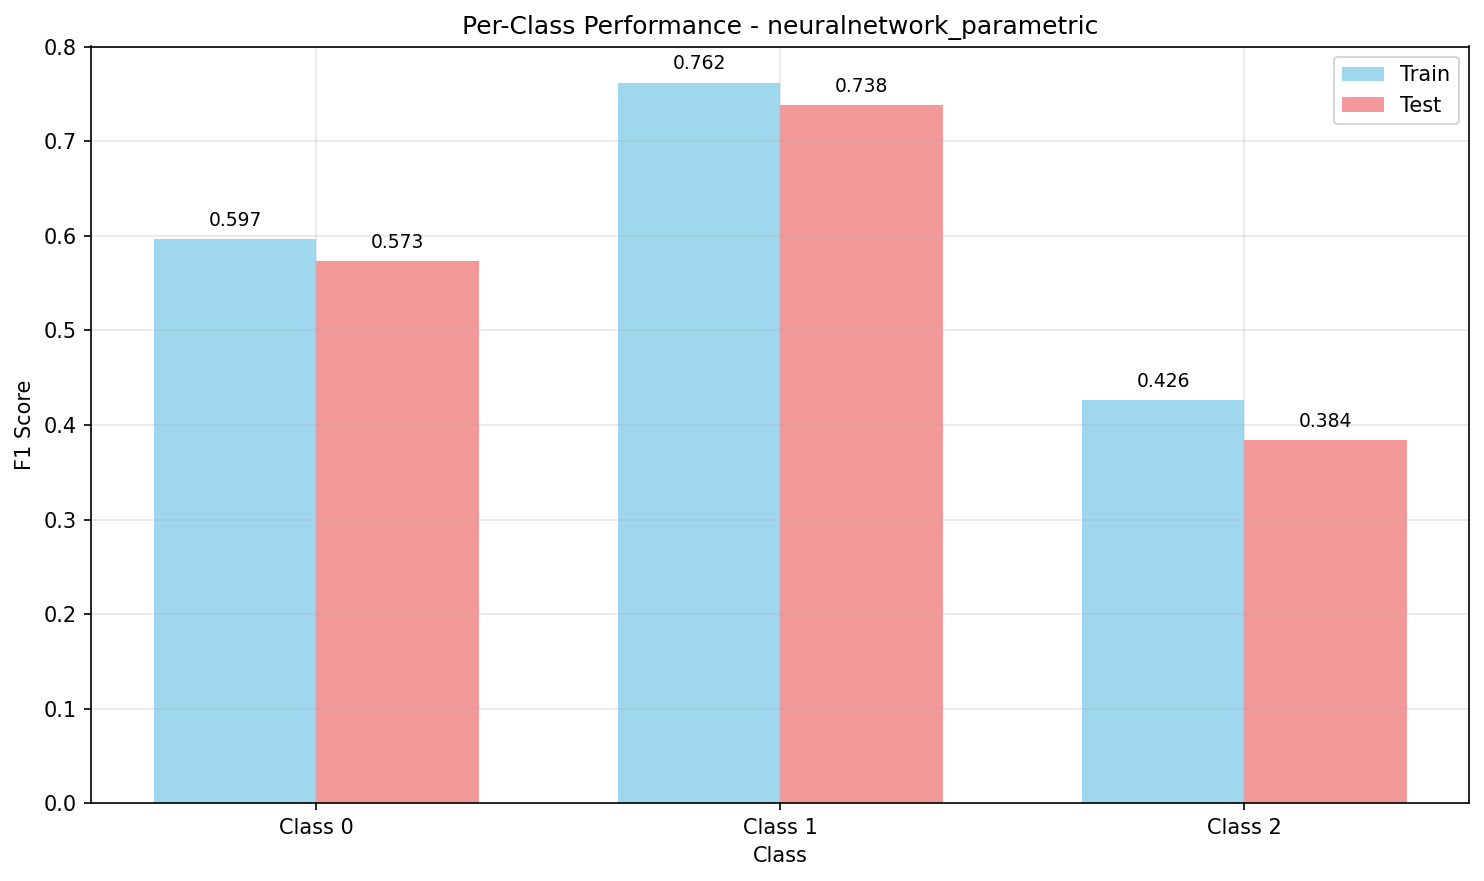 Per-Class Performance - neuralnetwork_parametric
Train
Test
F1 Score
0.8
0.7
0.6
0.5
0.4
0.3
0.2
0.1
0.0
0.597
0.573
0.762
0.738
0.426
0.384
Class 0
Class 1
Class 2
Class